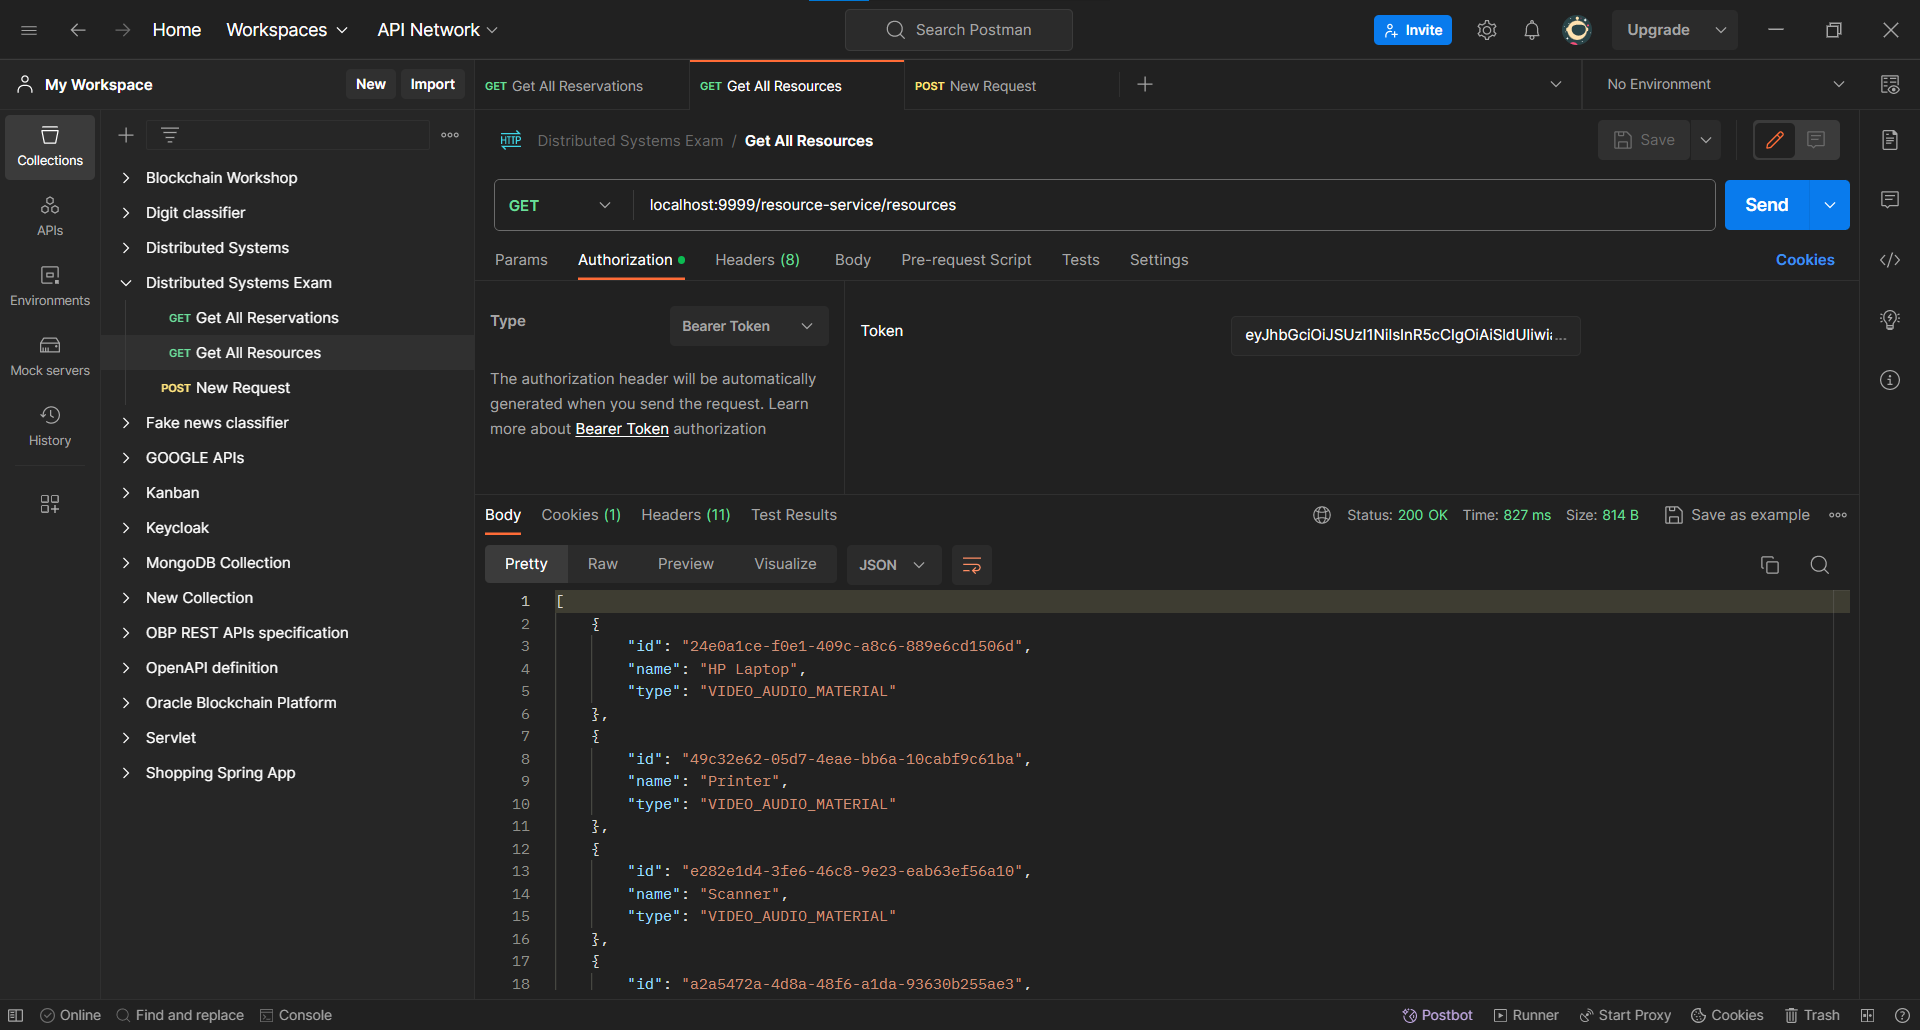 Home Workspaces API Network Search Postman Invite Upgrade
My Workspace New Import GET Get All Reservations GET Get All Resources POST New Request No Environment
Collections
APIs
Environments
Mock servers
History
Blockchain Workshop
Digit classifier
Distributed Systems
Distributed Systems Exam
GET Get All Reservations
GET Get All Resources
POST New Request
Fake news classifier
GOOGLE APIs
Kanban
Keycloak
MongoDB Collection
New Collection
OBP REST APIs specification
OpenAPI definition
Oracle Blockchain Platform
Servlet
Shopping Spring App
HTTP Distributed Systems Exam / Get All Resources Save
GET localhost:9999/resource-service/resources Send
Params Authorization Headers (8) Body Pre-request Script Tests Settings Cookies
Type Bearer Token
The authorization header will be automatically
generated when you send the request. Learn
more about Bearer Token authorization
Token
Body Cookies (1) Headers (11) Test Results Status: 200 OK Time: 827 ms Size: 814 B Save as example
Pretty Raw Preview Visualize JSON
1 [
2 {
3 "id": "24e0a1ce-f0e1-409c-a8c6-889e6cd1506d",
4 "name": "HP Laptop",
5 "type": "VIDEO_AUDIO_MATERIAL"
6 },
7 {
8 "id": "49c32e62-05d7-4eae-bb6a-10cabf9c61ba",
9 "name": "Printer",
10 "type": "VIDEO_AUDIO_MATERIAL"
11 },
12 {
13 "id": "e282e1d4-3fe6-46c8-9e23-eab63ef56a10",
14 "name": "Scanner",
15 "type": "VIDEO_AUDIO_MATERIAL"
16 },
17 {
18 "id": "a2a5472a-4d8a-48f6-a1da-93630b255ae3",
Online Find and replace Console Postbot Runner Start Proxy Cookies Trash